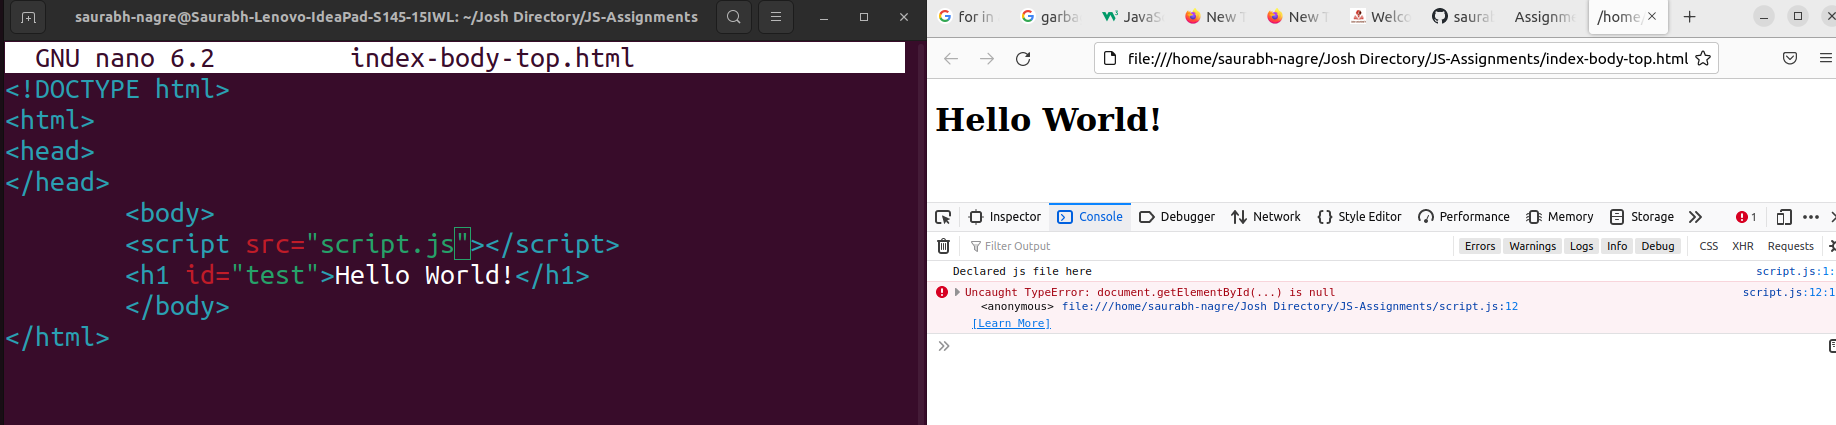 saurabh-nagre@Saurabh-Lenovo-IdeaPad-S145-15IWL: ~/Josh Directory/JS-Assignments
GNU nano 6.2 index-body-top.html
<!DOCTYPE html>
<html>
<head>
</head>
<body>
<script src="script.js"></script>
<h1 id="test">Hello World!</h1>
</body>
</html>
for in garba JavaS New T New T Welco saural Assignme /home/
file:///home/saurabh-nagre/Josh Directory/JS-Assignments/index-body-top.html
Hello World!
Inspector Console Debugger Network Style Editor Performance Memory Storage 1
Filter Output Errors Warnings Logs Info Debug CSS XHR Requests
Declared js file here script.js:1:
Uncaught TypeError: document.getElementById(...) is null script.js:12:1
<anonymous> file:///home/saurabh-nagre/Josh Directory/JS-Assignments/script.js:12
[Learn More]